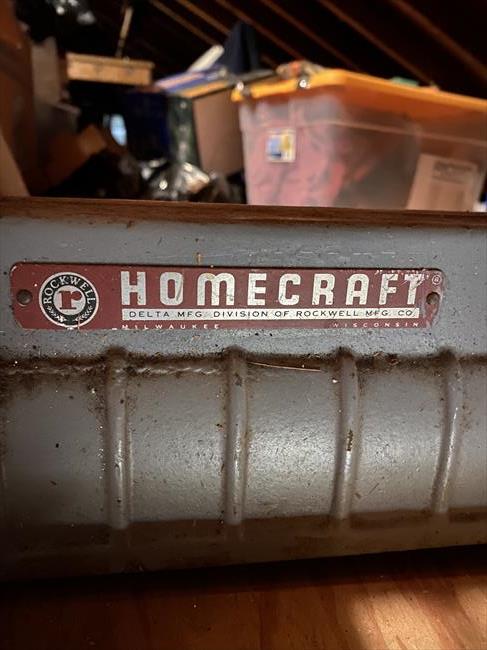 ROCKWELL
r
HOMECRAFT®
DELTA MFG. DIVISION OF ROCKWELL MFG. CO.
MILWAUKEE WISCONSIN